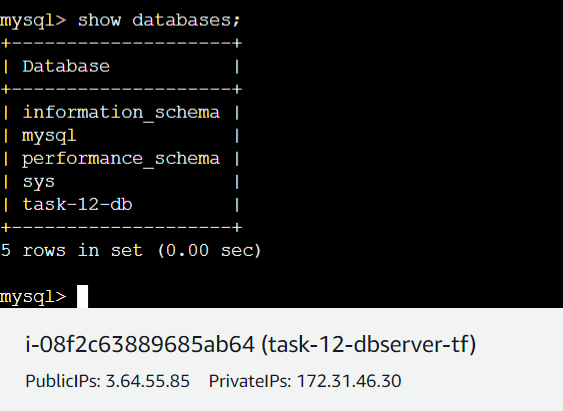 mysql> show databases;
+--------------------+
| Database           |
+--------------------+
| information_schema |
| mysql              |
| performance_schema |
| sys                |
| task-12-db         |
+--------------------+
5 rows in set (0.00 sec)
mysql>
i-08f2c63889685ab64 (task-12-dbserver-tf)
PublicIPs: 3.64.55.85 PrivateIPs: 172.31.46.30